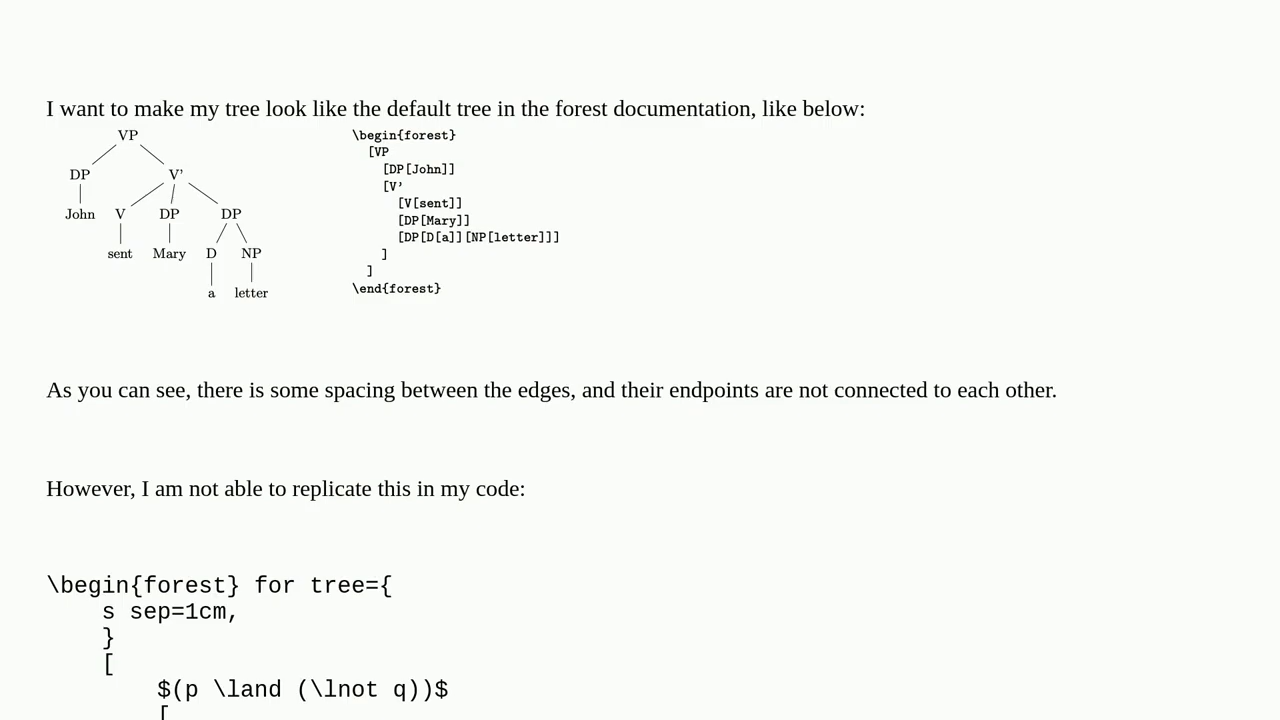 I want to make my tree look like the default tree in the forest documentation, like below:
VP
DP V'
John V DP DP
sent Mary D NP
a letter
\begin{forest}
[VP
[DP[John]]
[V'
[V[sent]]
[DP[Mary]]
[DP[D[a]][NP[letter]]]
]
]
\end{forest}
As you can see, there is some spacing between the edges, and their endpoints are not connected to each other.
However, I am not able to replicate this in my code:
\begin{forest} for tree={
s sep=1cm,
}
[
$(p \land (\lnot q))$
[